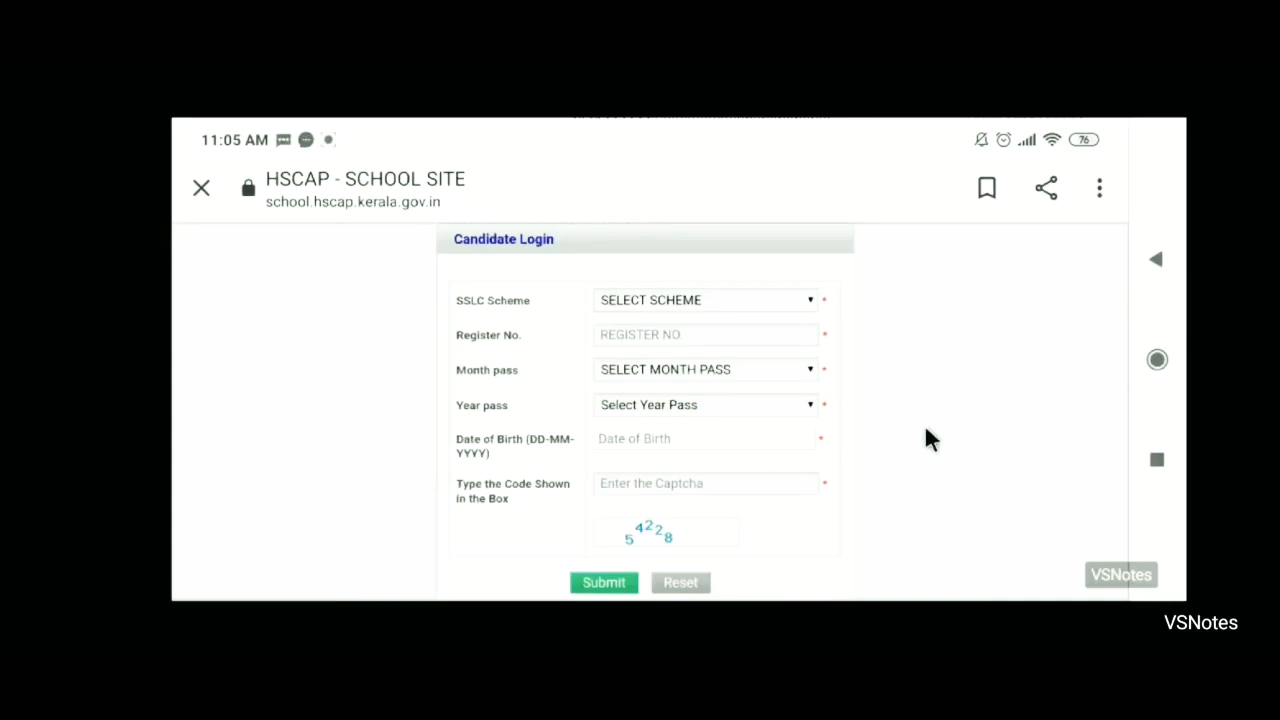 11:05 AM
76
HSCAP - SCHOOL SITE
school.hscap.kerala.gov.in
Candidate Login
SSLC Scheme SELECT SCHEME *
Register No. REGISTER NO. *
Month pass SELECT MONTH PASS *
Year pass Select Year Pass *
Date of Birth (DD-MM-
YYYY) Date of Birth *
Type the Code Shown
in the Box Enter the Captcha *
54228
Submit Reset
VSNotes
VSNotes